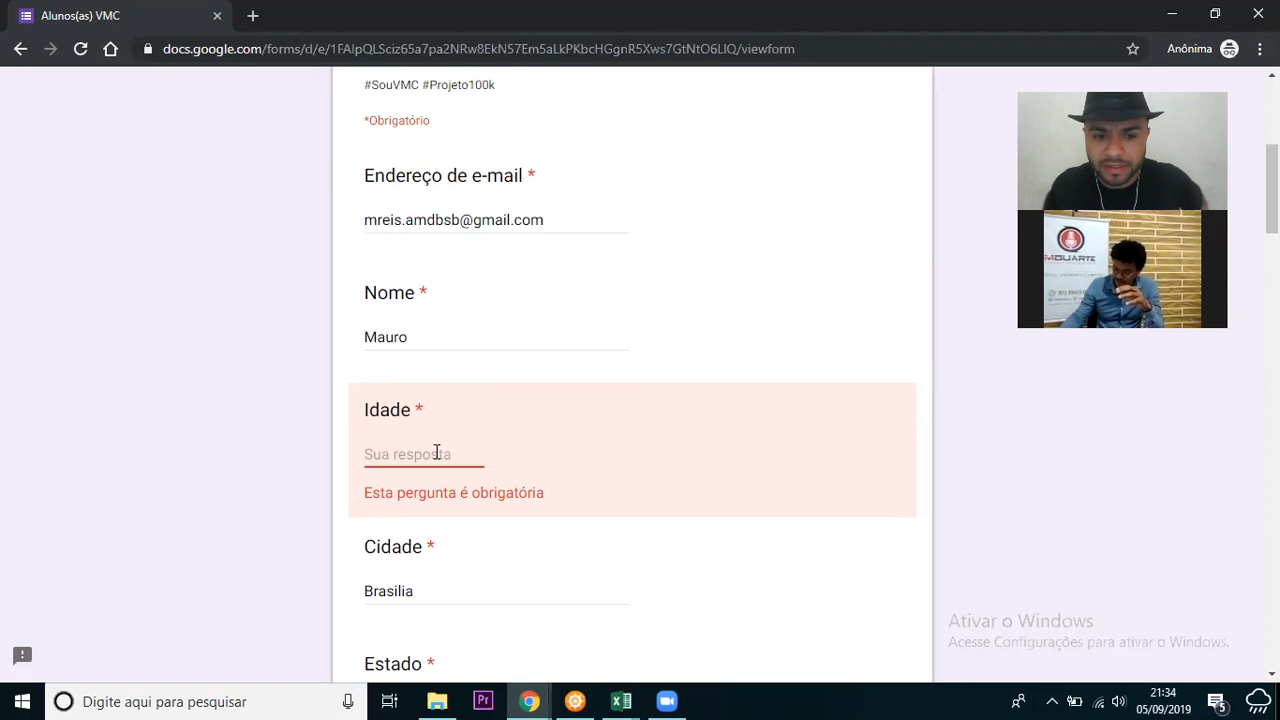 Alunos(as) VMC
docs.google.com/forms/d/e/1FAIpQLSciz65a7pa2NRw8EkN57Em5aLkPKbcHGgnR5Xws7GtNtO6LIQ/viewform
Anônima
#SouVMC #Projeto100k
*Obrigatório
Endereço de e-mail *
mreis.amdbsb@gmail.com
Nome *
Mauro
Idade *
Sua resposta
Esta pergunta é obrigatória
Cidade *
Brasilia
Estado *
Ativar o Windows
Acesse Configurações para ativar o Windows.
Digite aqui para pesquisar
Pr
21:34
05/09/2019
5